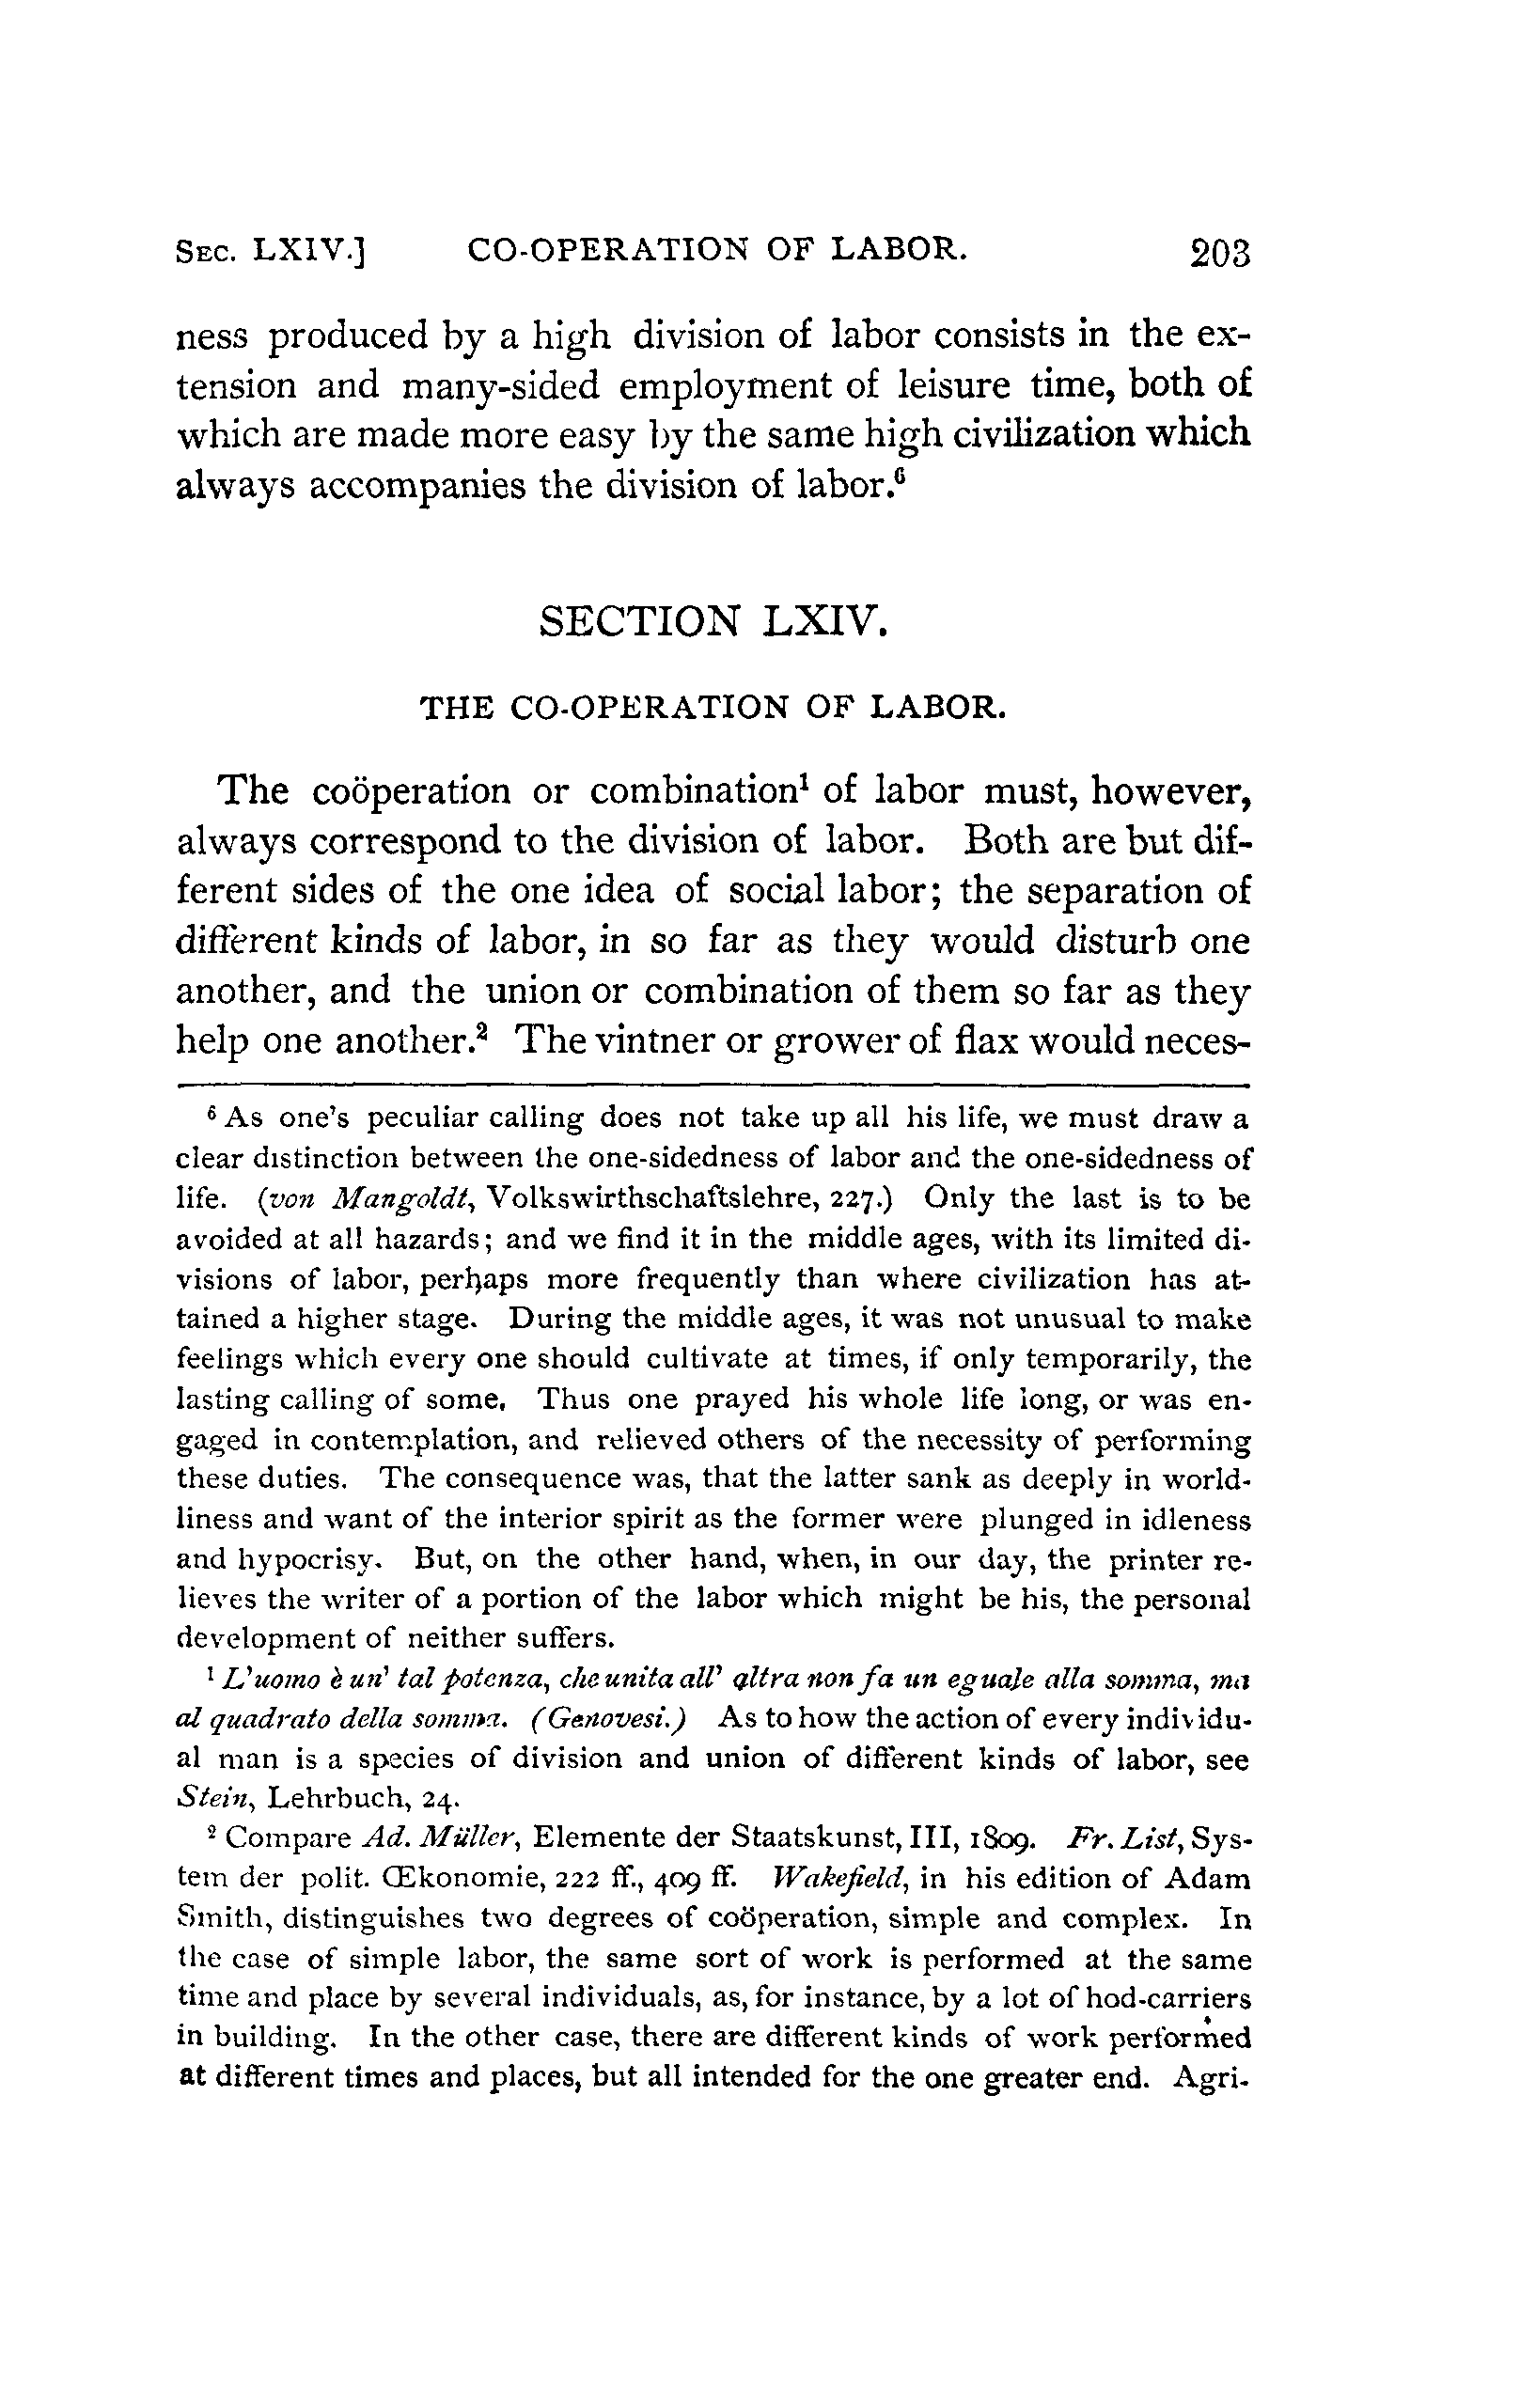 SEC. LXIV.] CO-OPERATION OF LABOR. 203
ness produced by a high division of labor consists in the ex-
tension and many-sided employment of leisure time, both of
which are made more easy by the same high civilization which
always accompanies the division of labor.⁶
SECTION LXIV.
THE CO-OPERATION OF LABOR.
The coöperation or combination¹ of labor must, however,
always correspond to the division of labor. Both are but dif-
ferent sides of the one idea of social labor; the separation of
different kinds of labor, in so far as they would disturb one
another, and the union or combination of them so far as they
help one another.² The vintner or grower of flax would neces-
⁶ As one's peculiar calling does not take up all his life, we must draw a
clear distinction between the one-sidedness of labor and the one-sidedness of
life. (von Mangoldt, Volkswirthschaftslehre, 227.) Only the last is to be
avoided at all hazards; and we find it in the middle ages, with its limited di-
visions of labor, perhaps more frequently than where civilization has at-
tained a higher stage. During the middle ages, it was not unusual to make
feelings which every one should cultivate at times, if only temporarily, the
lasting calling of some. Thus one prayed his whole life long, or was en-
gaged in contemplation, and relieved others of the necessity of performing
these duties. The consequence was, that the latter sank as deeply in world-
liness and want of the interior spirit as the former were plunged in idleness
and hypocrisy. But, on the other hand, when, in our day, the printer re-
lieves the writer of a portion of the labor which might be his, the personal
development of neither suffers.
¹ L'uomo è un' tal potenza, che unita all' altra non fa un eguale alla somma, ma
al quadrato della somma. (Genovesi.) As to how the action of every individu-
al man is a species of division and union of different kinds of labor, see
Stein, Lehrbuch, 24.
² Compare Ad. Müller, Elemente der Staatskunst, III, 1809. Fr. List, Sys-
tem der polit. Œkonomie, 222 ff., 409 ff. Wakefield, in his edition of Adam
Smith, distinguishes two degrees of coöperation, simple and complex. In
the case of simple labor, the same sort of work is performed at the same
time and place by several individuals, as, for instance, by a lot of hod-carriers
in building. In the other case, there are different kinds of work performed
at different times and places, but all intended for the one greater end. Agri-